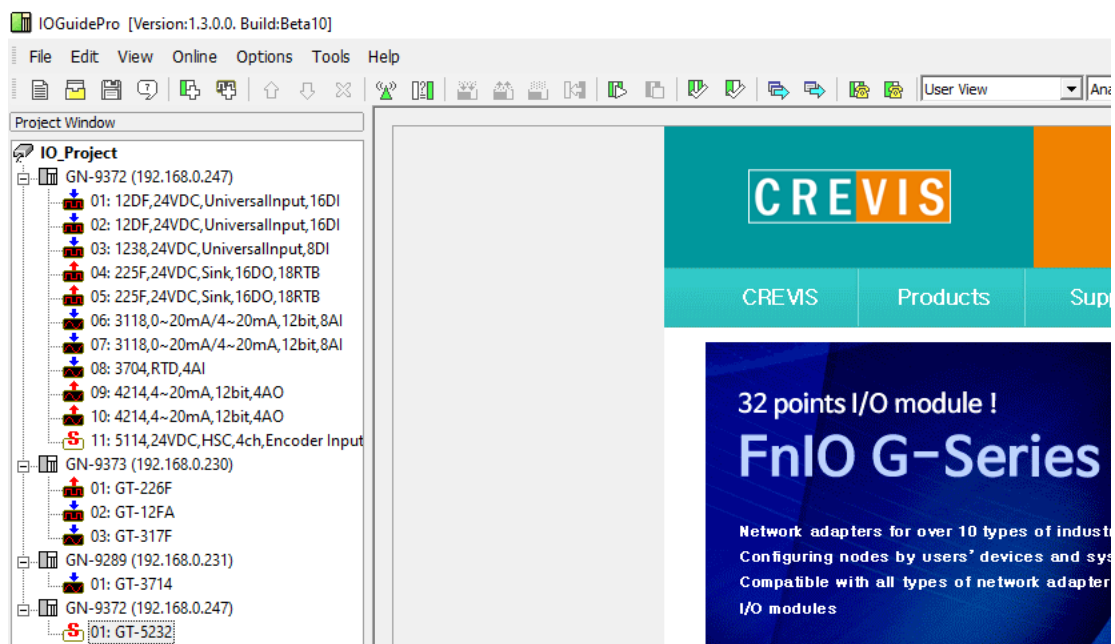 IOGuidePro [Version:1.3.0.0. Build:Beta10]
File Edit View Online Options Tools Help
User View
Project Window
IO_Project
GN-9372 (192.168.0.247)
01: 12DF,24VDC,UniversalInput,16DI
02: 12DF,24VDC,UniversalInput,16DI
03: 1238,24VDC,UniversalInput,8DI
04: 225F,24VDC,Sink,16DO,18RTB
05: 225F,24VDC,Sink,16DO,18RTB
06: 3118,0~20mA/4~20mA,12bit,8AI
07: 3118,0~20mA/4~20mA,12bit,8AI
08: 3704,RTD,4AI
09: 4214,4~20mA,12bit,4AO
10: 4214,4~20mA,12bit,4AO
11: 5114,24VDC,HSC,4ch,Encoder Input
GN-9373 (192.168.0.230)
01: GT-226F
02: GT-12FA
03: GT-317F
GN-9289 (192.168.0.231)
01: GT-3714
GN-9372 (192.168.0.247)
01: GT-5232
CREVIS
CREVIS Products Supp
32 points I/O module !
FnIO G-Series
Network adapters for over 10 types of industr
Configuring nodes by users' devices and sys
Compatible with all types of network adapter
I/O modules